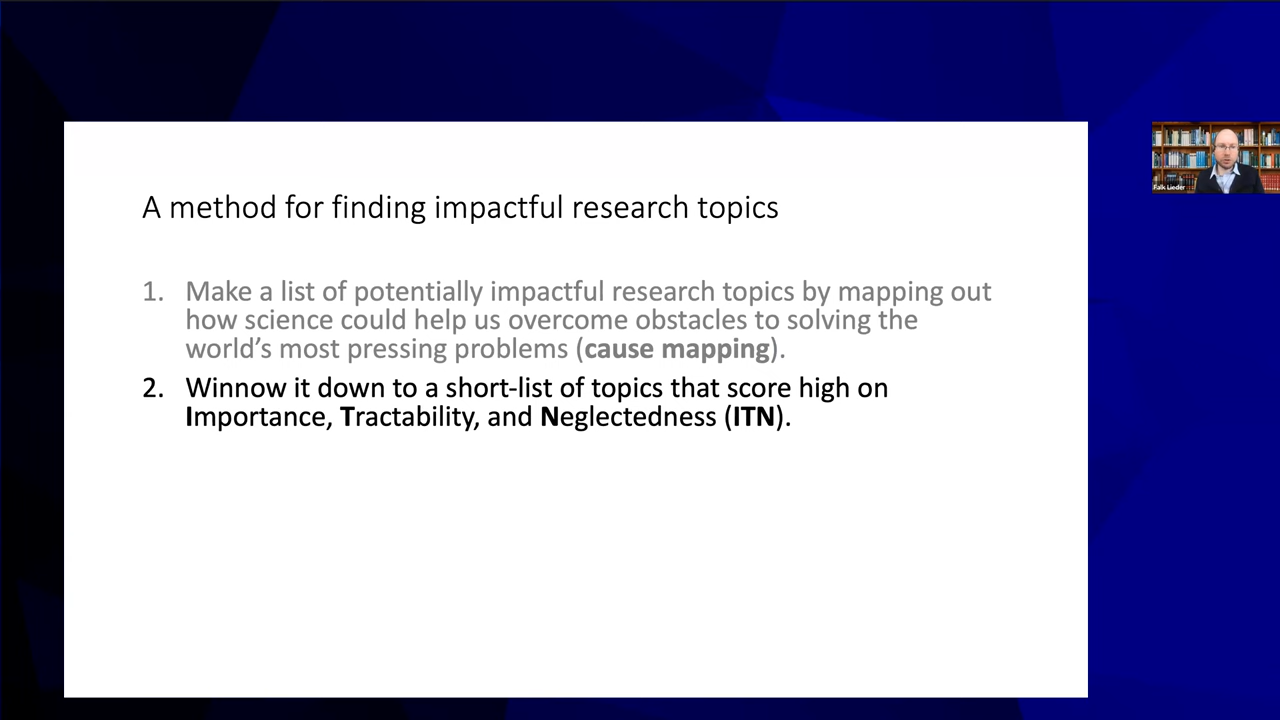 A method for finding impactful research topics
1. Make a list of potentially impactful research topics by mapping out
how science could help us overcome obstacles to solving the
world's most pressing problems (cause mapping).
2. Winnow it down to a short-list of topics that score high on
Importance, Tractability, and Neglectedness (ITN).
Falk Lieder